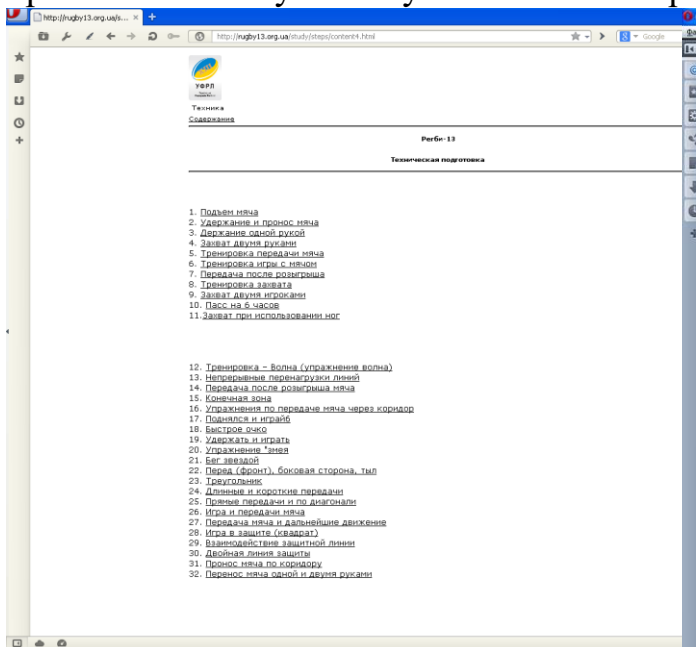 http://rugby13.org.ua/s...
http://rugby13.org.ua/study/steps/content4.html
Google
УФРЛ
Техника
Содержание
Регби-13
Техническая подготовка
1. Подъем мяча
2. Удержание и пронос мяча
3. Держание одной рукой
4. Захват двумя руками
5. Тренировка передачи мяча
6. Тренировка игры с мячом
7. Передача после розыгрыша
8. Тренировка захвата
9. Захват двумя игроками
10. Пасс на 6 часов
11.Захват при использовании ног
12. Тренировка – Волна (упражнение волна)
13. Непрерывные перенагрузки линий
14. Передача после розыгрыша мяча
15. Конечная зона
16. Упражнения по передаче мяча через коридор
17. Поднялся и играйб
18. Быстрое очко
19. Удержать и играть
20. Упражнение "змея
21. Бег звездой
22. Перед (фронт), боковая сторона, тыл
23. Треугольник
24. Длинные и короткие передачи
25. Прямые передачи и по диагонали
26. Игра и передачи мяча
27. Передача мяча и дальнейшие движение
28. Игра в защите (квадрат)
29. Взаимодействие защитной линии
30. Двойная линия защиты
31. Пронос мяча по коридору
32. Перенос мяча одной и двумя руками